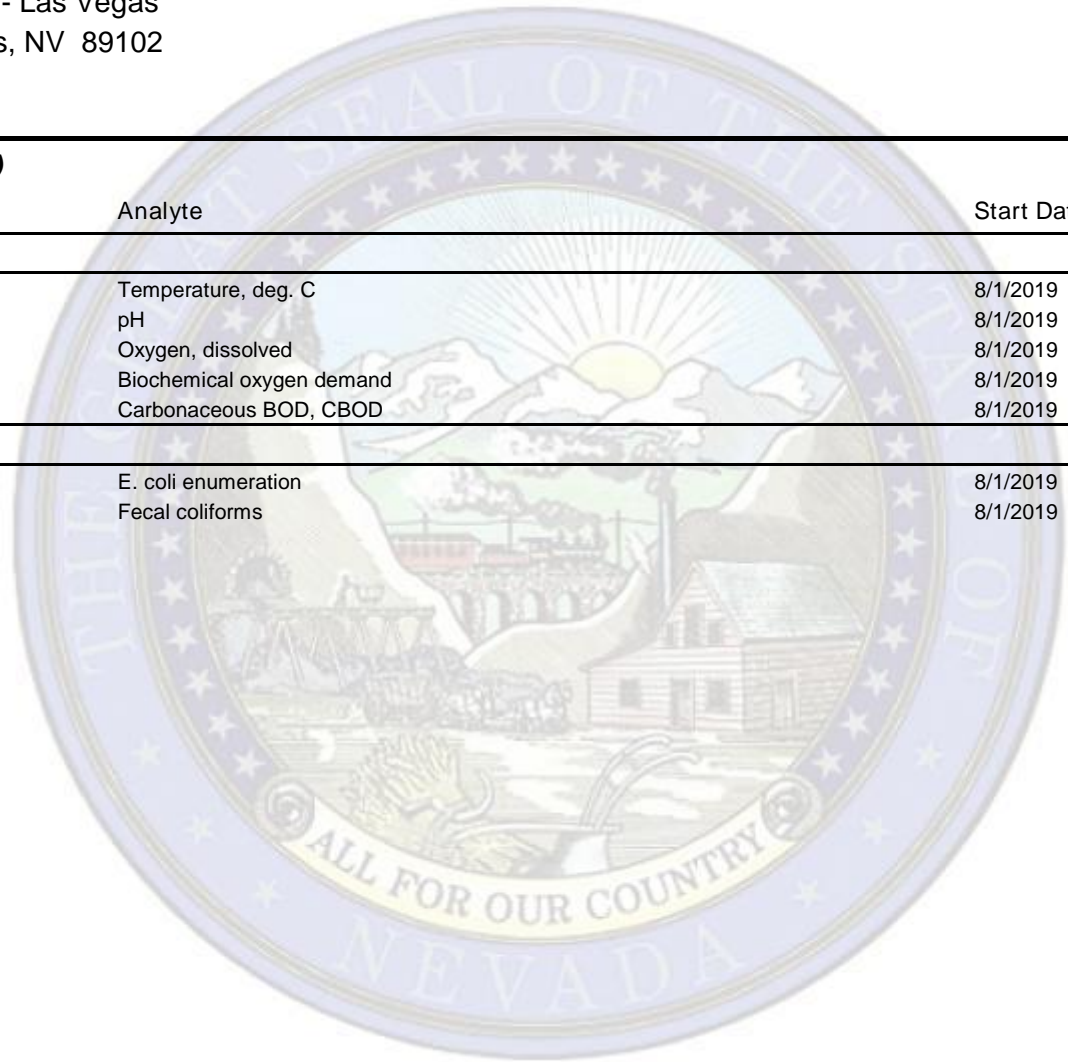 - Las Vegas
s, NV 89102
)
Analyte Start Dat
Temperature, deg. C 8/1/2019
pH 8/1/2019
Oxygen, dissolved 8/1/2019
Biochemical oxygen demand 8/1/2019
Carbonaceous BOD, CBOD 8/1/2019
E. coli enumeration 8/1/2019
Fecal coliforms 8/1/2019
THE GREAT SEAL OF THE STATE OF
ALL FOR OUR COUNTRY
NEVADA